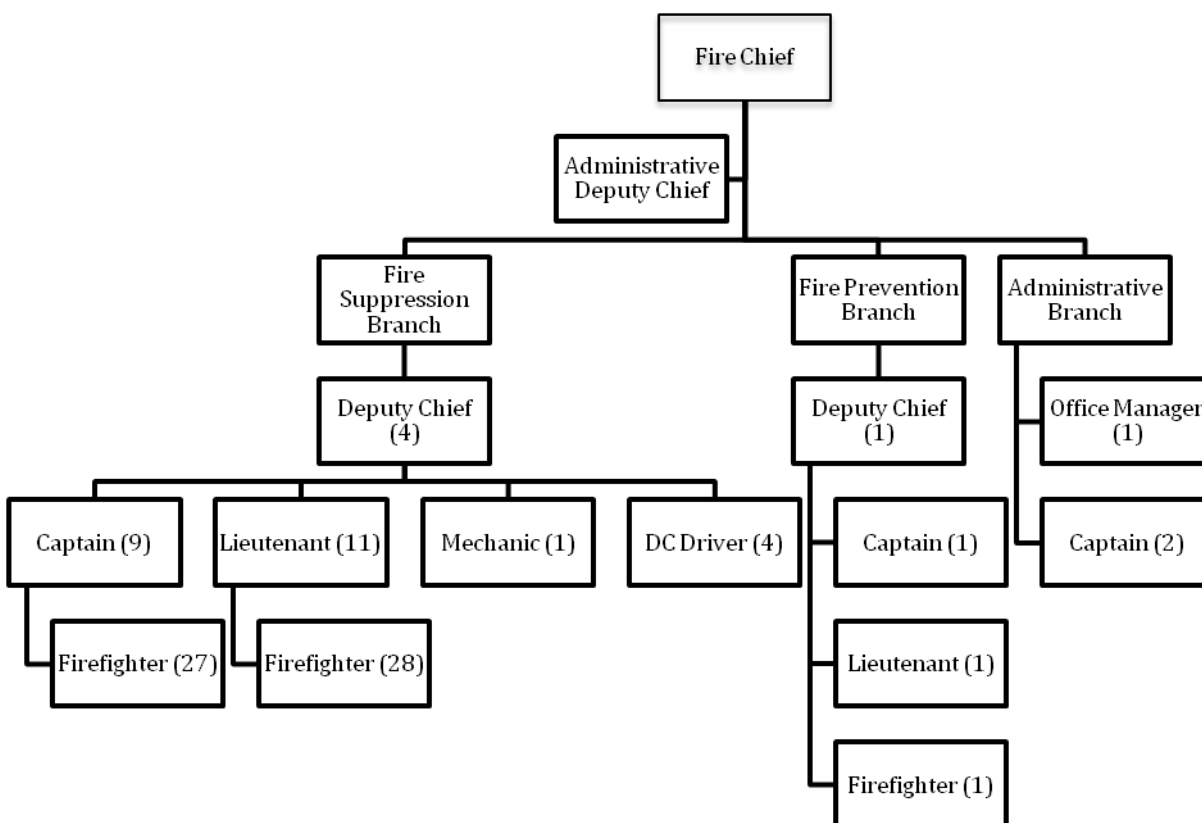 Fire Chief
Administrative
Deputy Chief
Fire
Suppression
Branch
Fire Prevention
Branch
Administrative
Branch
Deputy Chief
(4)
Deputy Chief
(1)
Office Manager
(1)
Captain (9)
Lieutenant (11)
Mechanic (1)
DC Driver (4)
Captain (1)
Captain (2)
Firefighter (27)
Firefighter (28)
Lieutenant (1)
Firefighter (1)